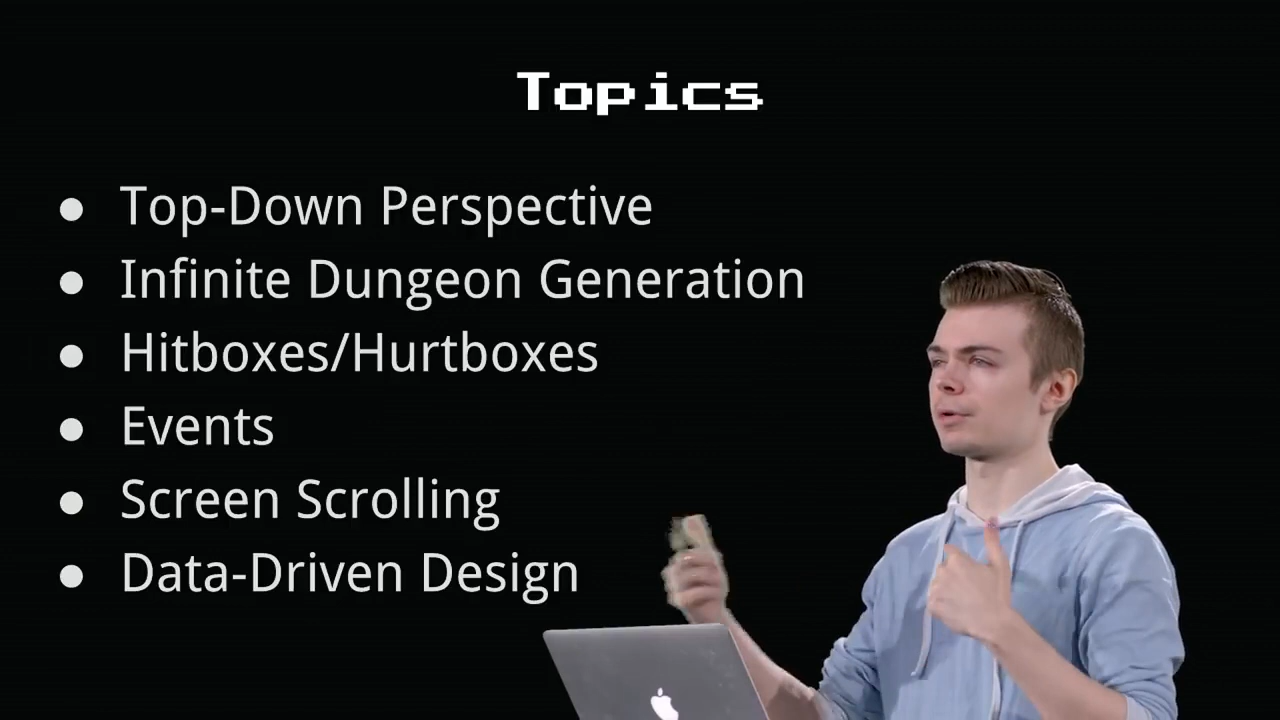 Topics
● Top-Down Perspective
● Infinite Dungeon Generation
● Hitboxes/Hurtboxes
● Events
● Screen Scrolling
● Data-Driven Design